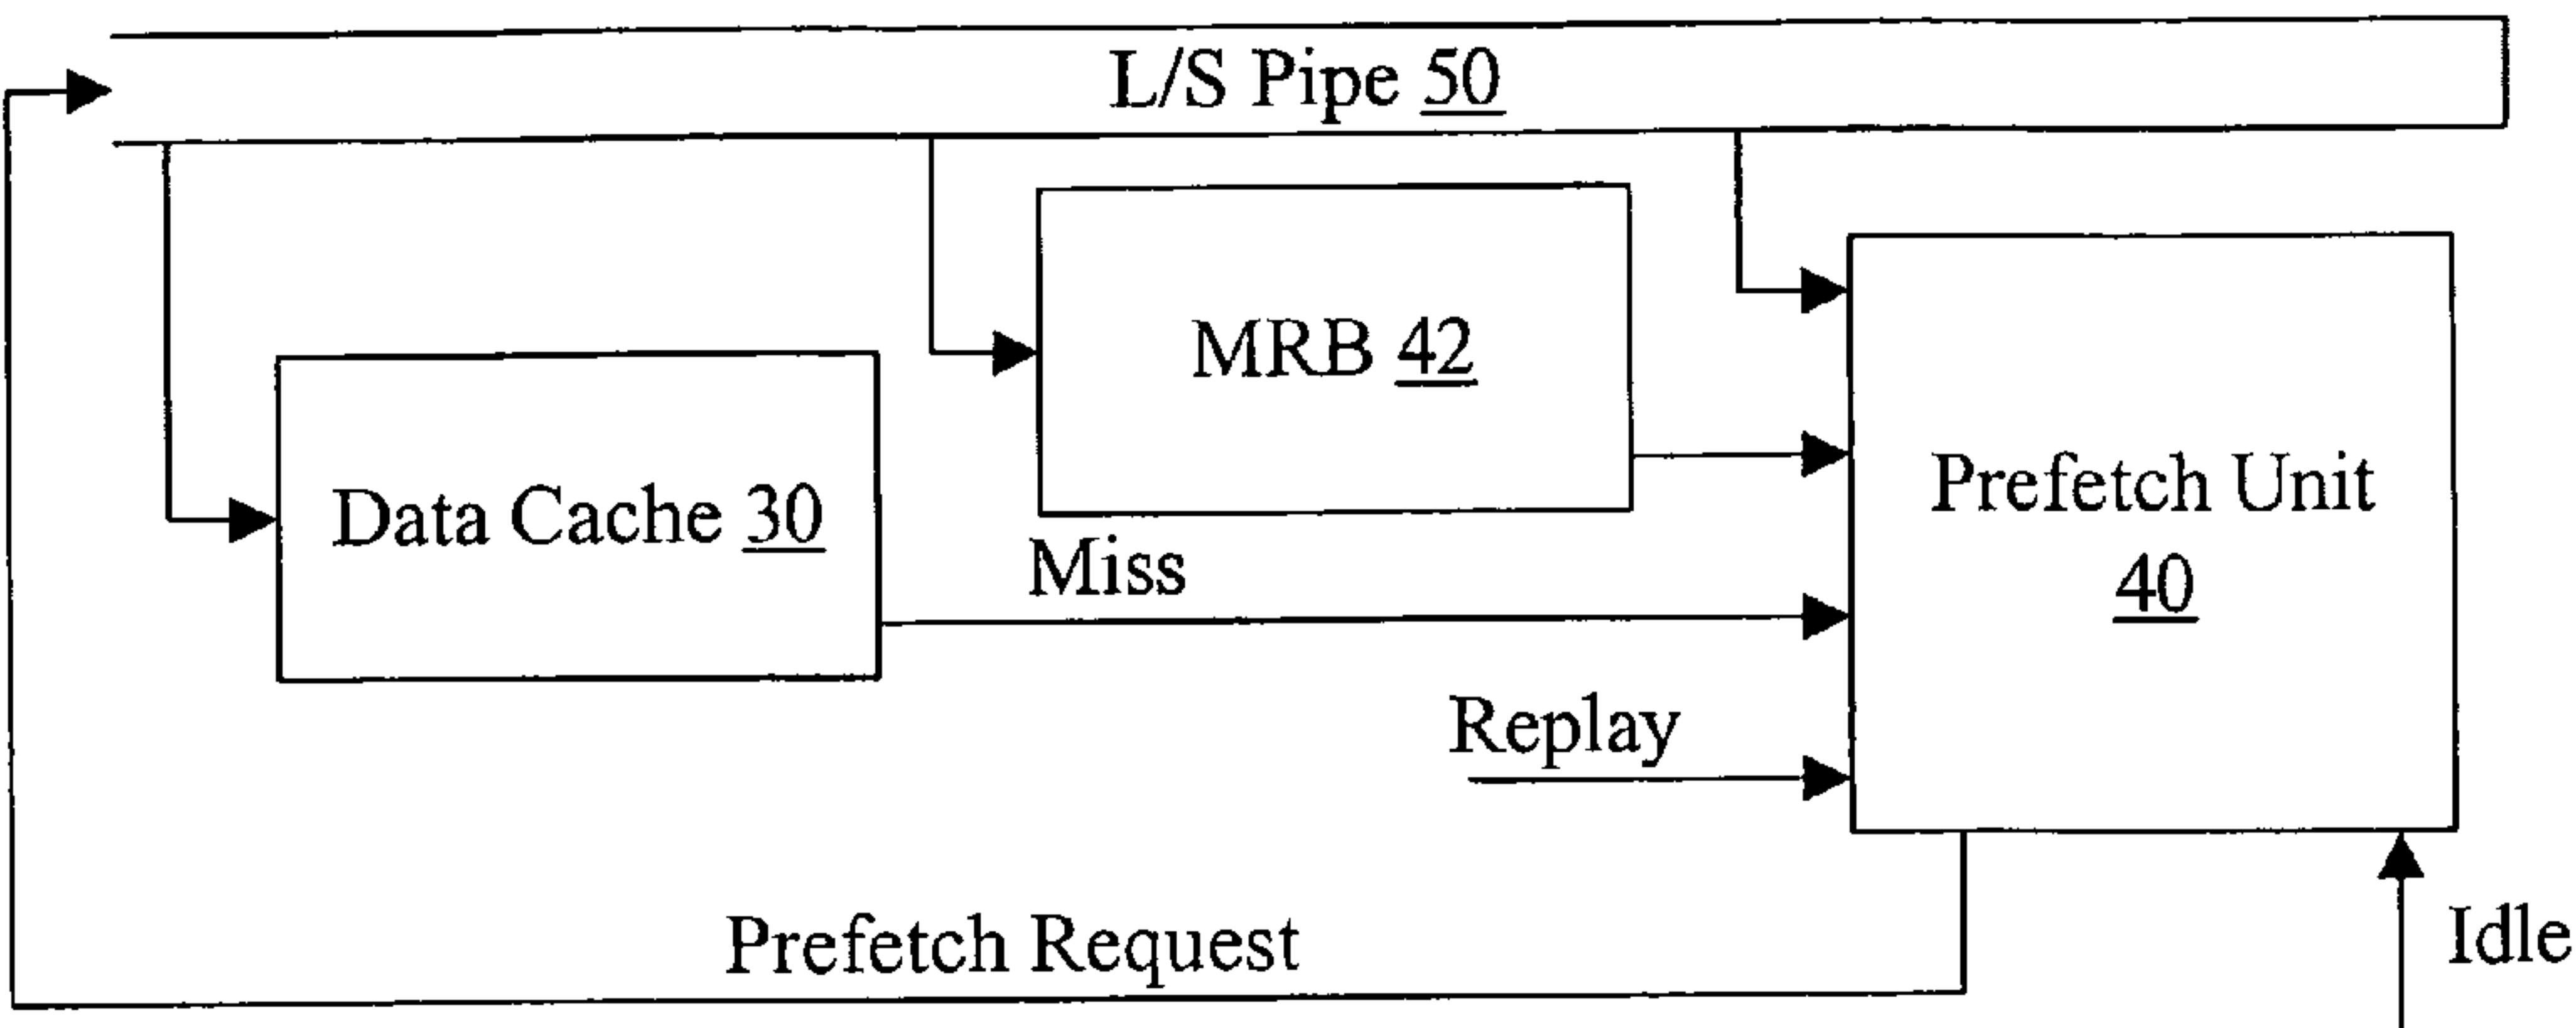 L/S Pipe 50
MRB 42
Data Cache 30
Miss
Prefetch Unit
40
Replay
Prefetch Request
Idle